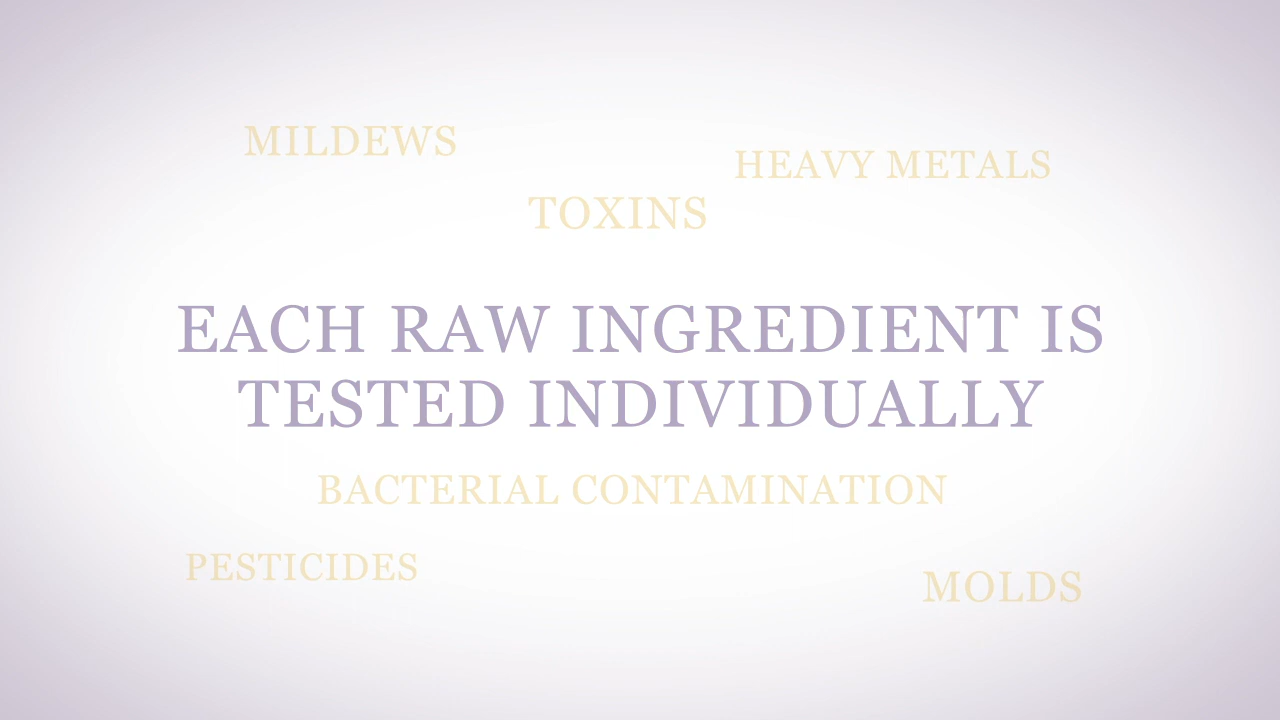 MILDEWS
HEAVY METALS
TOXINS
EACH RAW INGREDIENT IS
TESTED INDIVIDUALLY
BACTERIAL CONTAMINATION
PESTICIDES
MOLDS